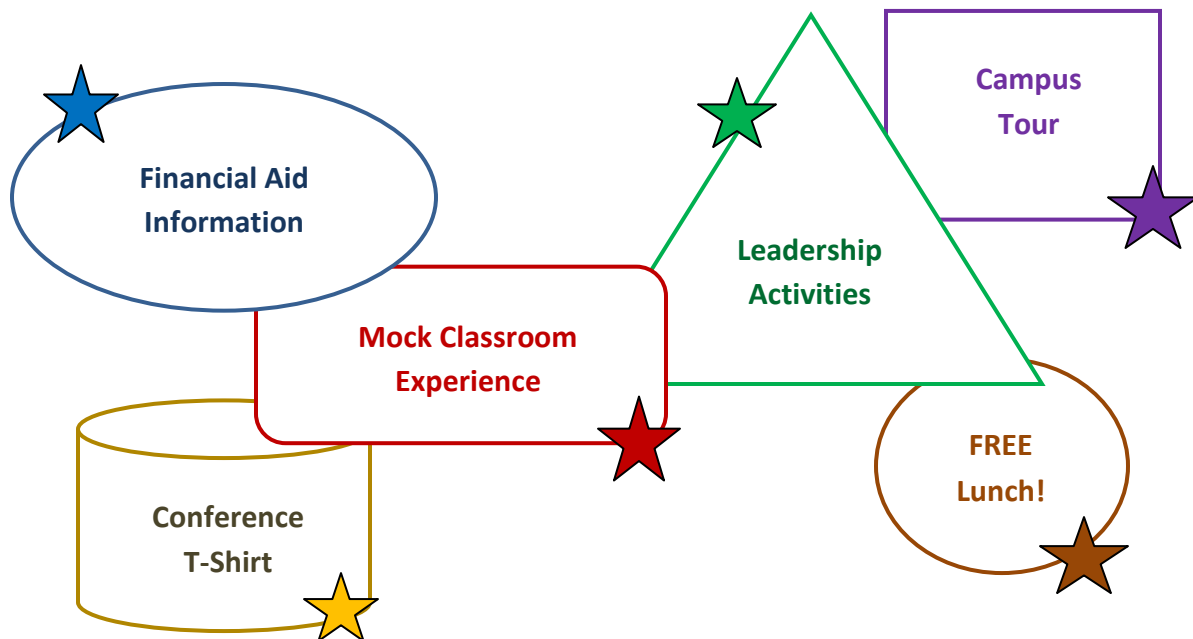 Campus
Tour
Financial Aid
Information
Leadership
Activities
Mock Classroom
Experience
FREE
Lunch!
Conference
T-Shirt